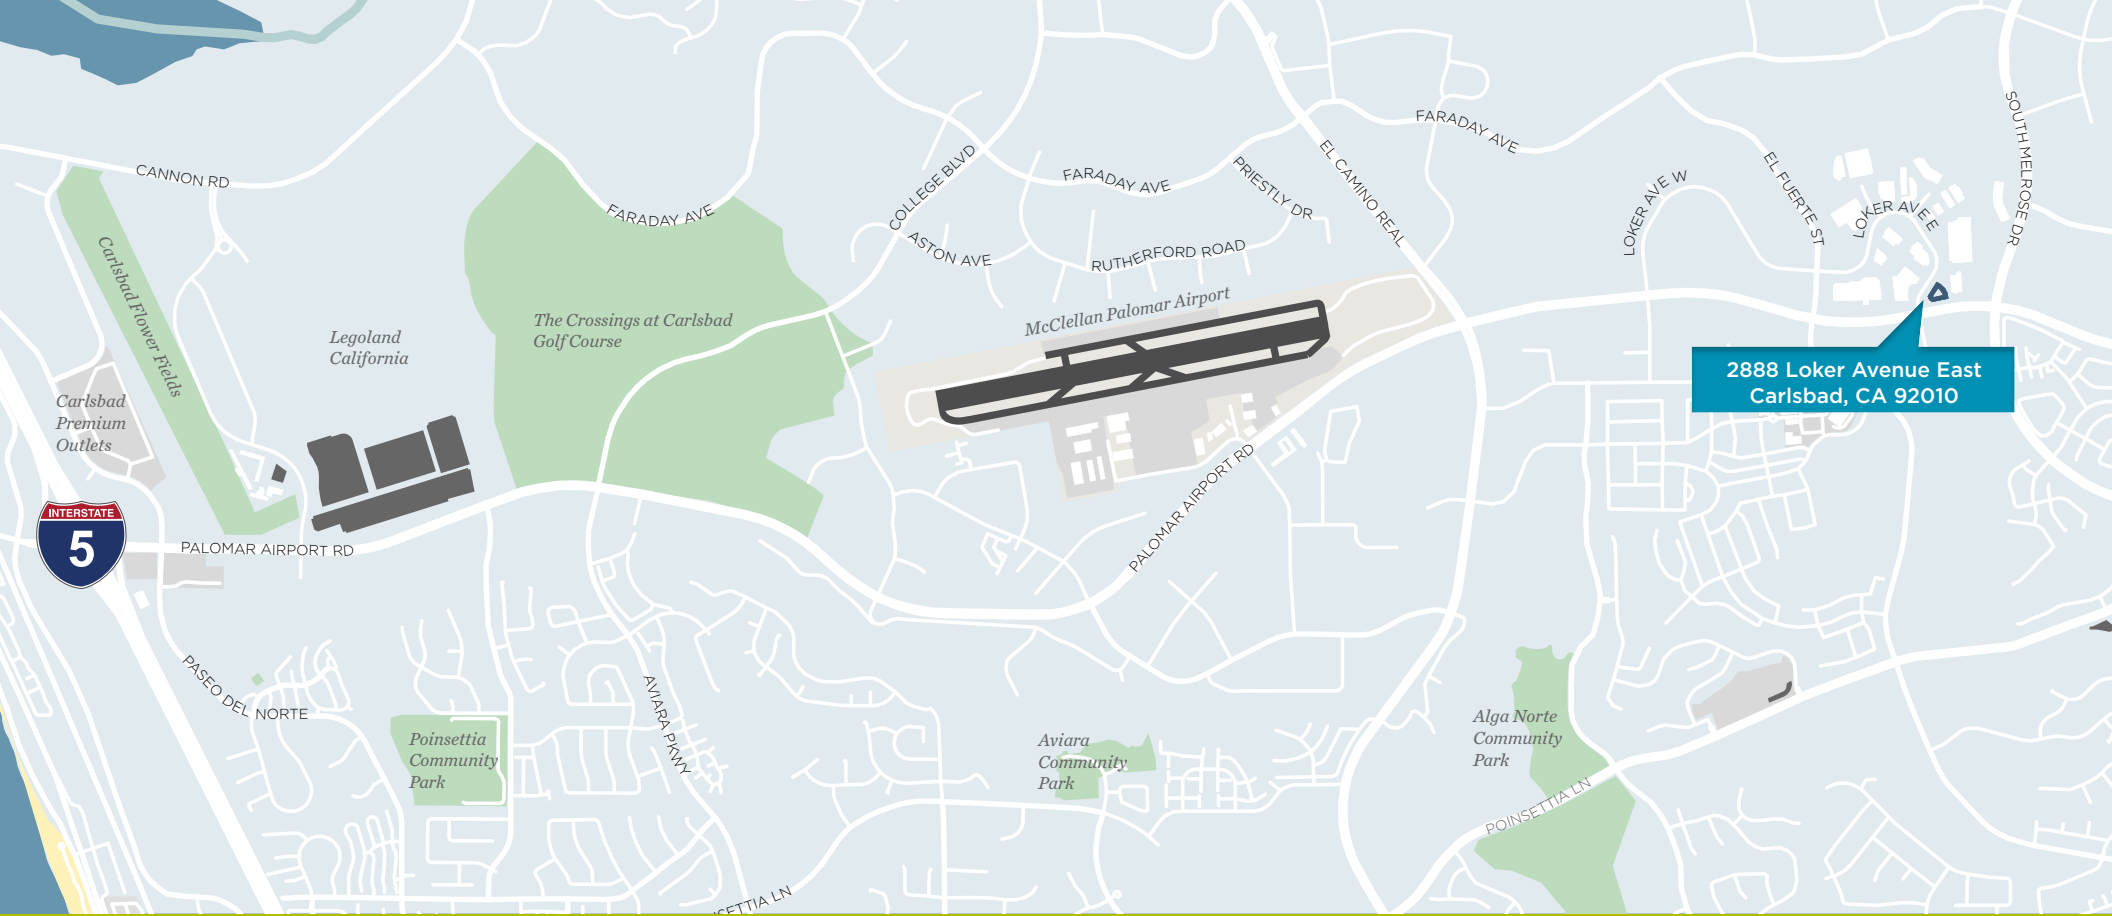 SOUTH MELROSE DR
FARADAY AVE
EL CAMINO REAL
CANNON RD
COLLEGE BLVD
FARADAY AVE
PRIESTLY DR
EL FUERTE ST
LOKER AVE W
LOKER AVE E
FARADAY AVE
ASTON AVE
RUTHERFORD ROAD
Carlsbad Flower Fields
McClellan Palomar Airport
The Crossings at Carlsbad
Golf Course
Legoland
California
2888 Loker Avenue East
Carlsbad, CA 92010
Carlsbad
Premium
Outlets
PALOMAR AIRPORT RD
INTERSTATE
5
PALOMAR AIRPORT RD
PASEO DEL NORTE
AVIARA PKWY
Poinsettia
Community
Park
Aviara
Community
Park
Alga Norte
Community
Park
POINSETTIA LN
SETTIA LN